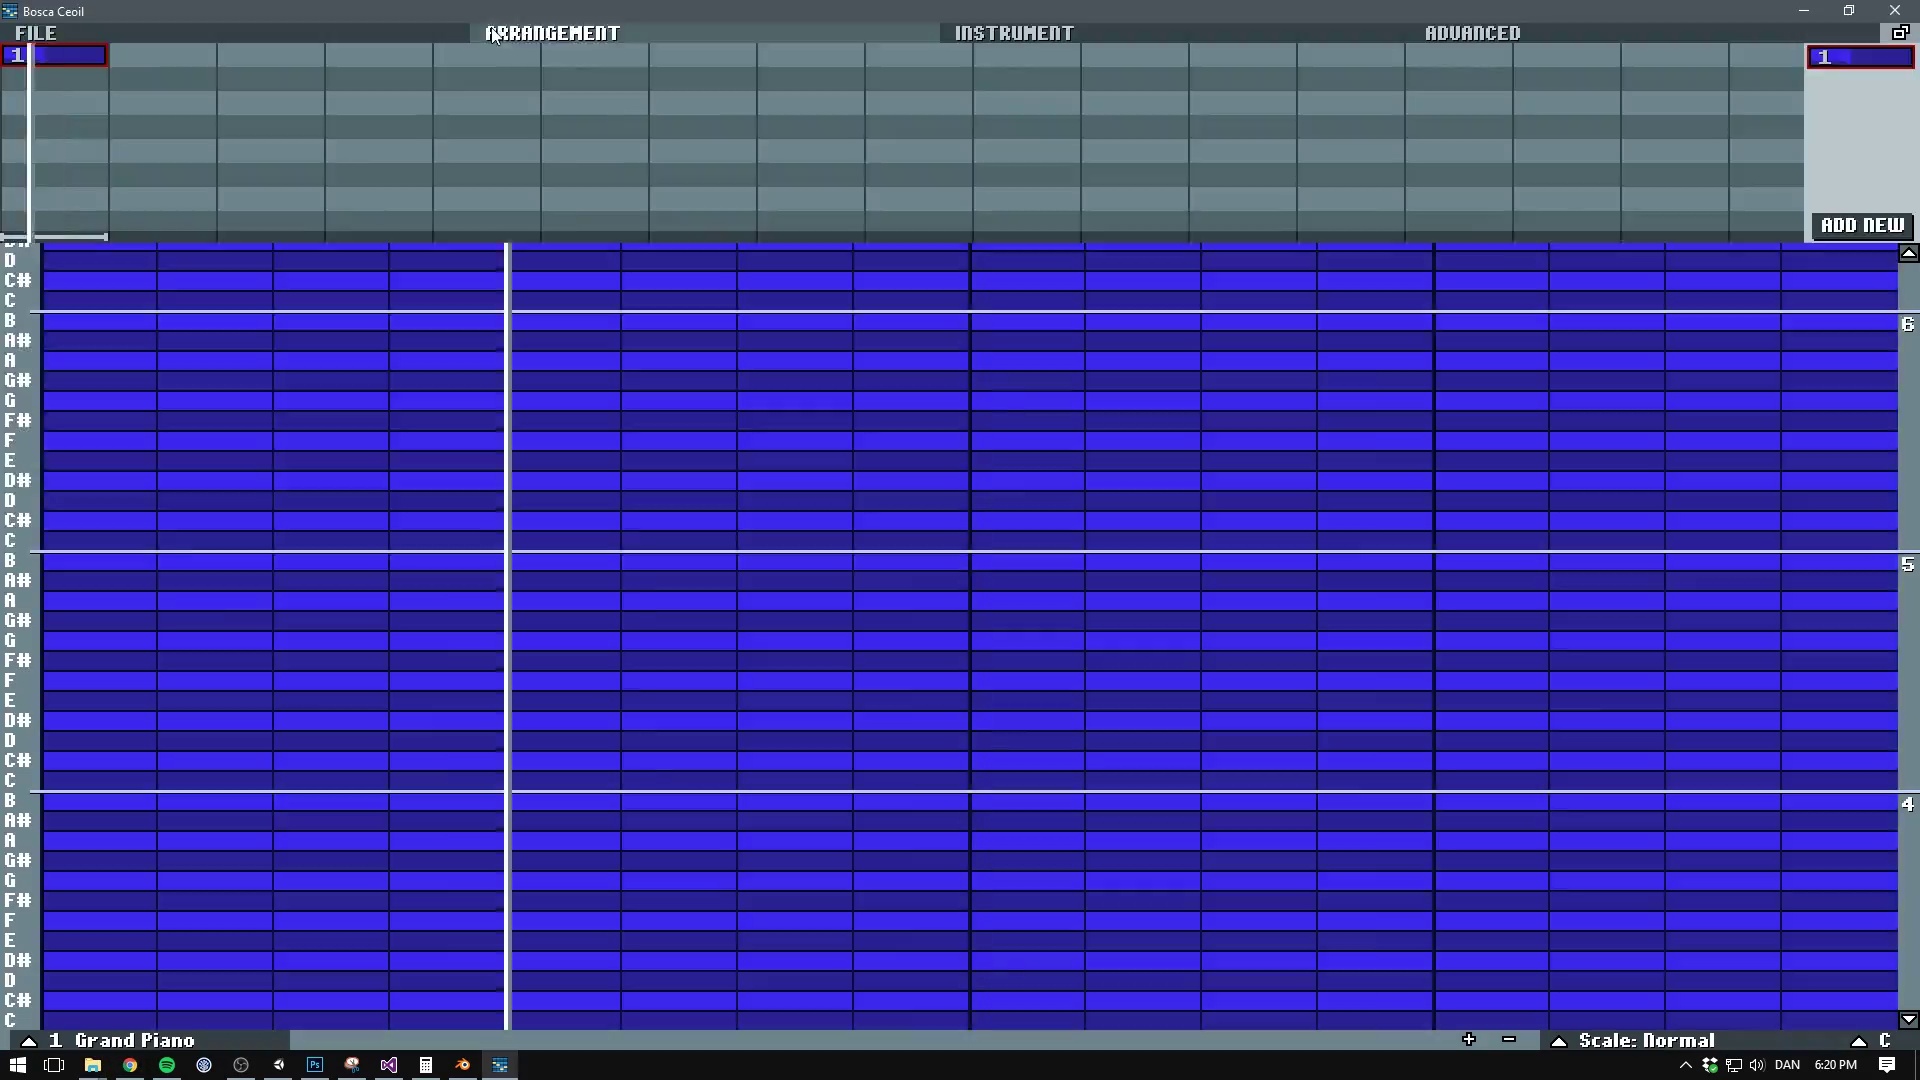 Bosca Ceoil
FILE ARRANGEMENT INSTRUMENT ADVANCED
1 1
ADD NEW
D
C#
C
B 6
A#
A
G#
G
F#
F
E
D#
D
C#
C
B 5
A#
A
G#
G
F#
F
E
D#
D
C#
C
B 4
A#
A
G#
G
F#
F
E
D#
D
C#
C
1 Grand Piano + - Scale: Normal C
Ps DAN 6:20 PM